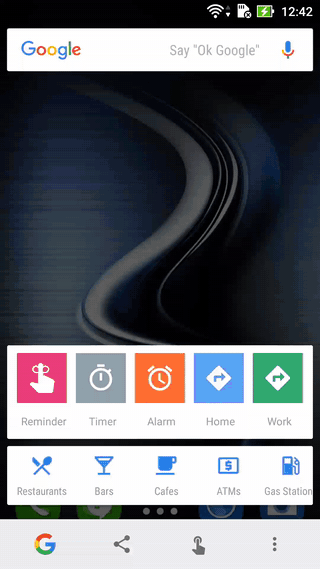 12:42
Google Say "Ok Google"
Reminder Timer Alarm Home Work
Restaurants Bars Cafes ATMs Gas Station
G